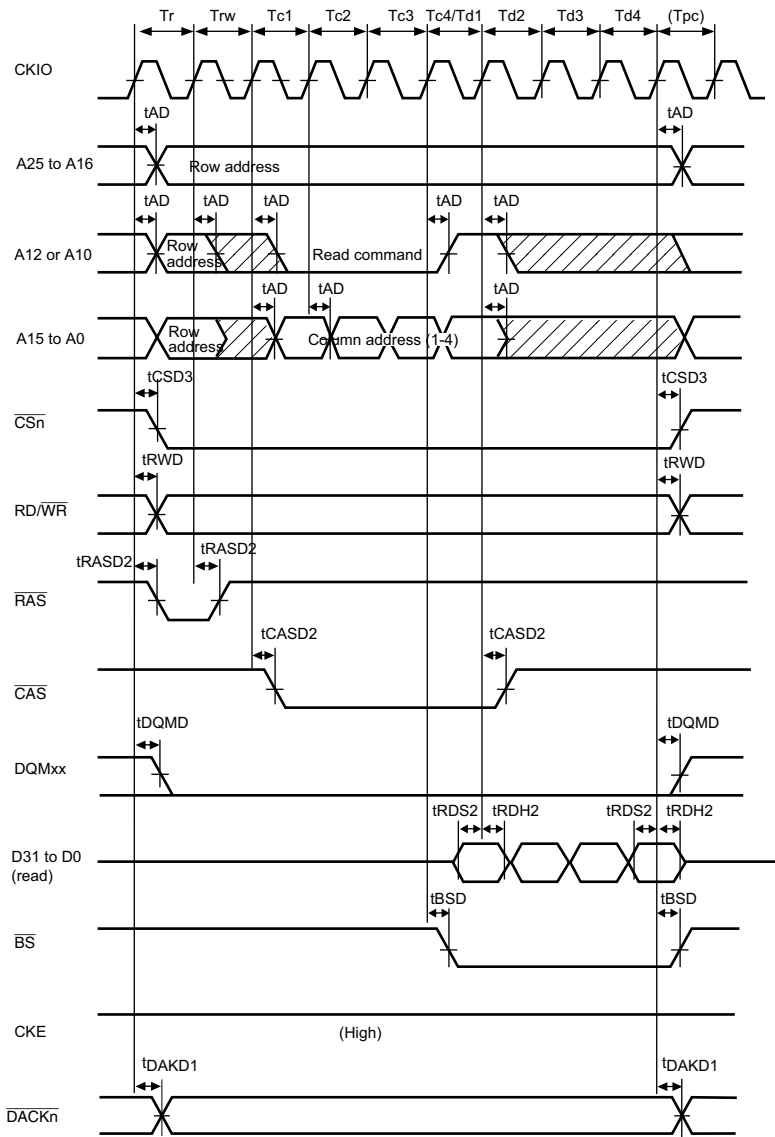 Tr Trw Tc1 Tc2 Tc3 Tc4/Td1 Td2 Td3 Td4 (Tpc)
CKIO
tAD tAD
A25 to A16 Row address
tAD tAD tAD tAD tAD
A12 or A10 Row address Read command
tAD tAD tAD
A15 to A0 Row address Column address (1-4)
tCSD3 tCSD3
CSn
tRWD tRWD
RD/WR
tRASD2 tRASD2
RAS
tCASD2 tCASD2
CAS
tDQMD tDQMD
DQMxx
tRDS2 tRDH2 tRDS2 tRDH2
D31 to D0
(read)
tBSD tBSD
BS
CKE (High)
tDAKD1 tDAKD1
DACKn